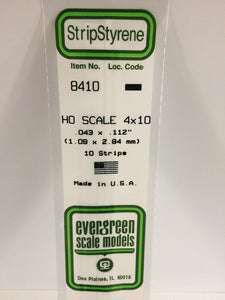 StripStyrene
Item No. Loc. Code
8410
HO SCALE 4x10
.043 x .112"
(1.09 x 2.84 mm)
10 Strips
Made in U.S.A.
evergreen
scale models
Des Plaines, IL 60018